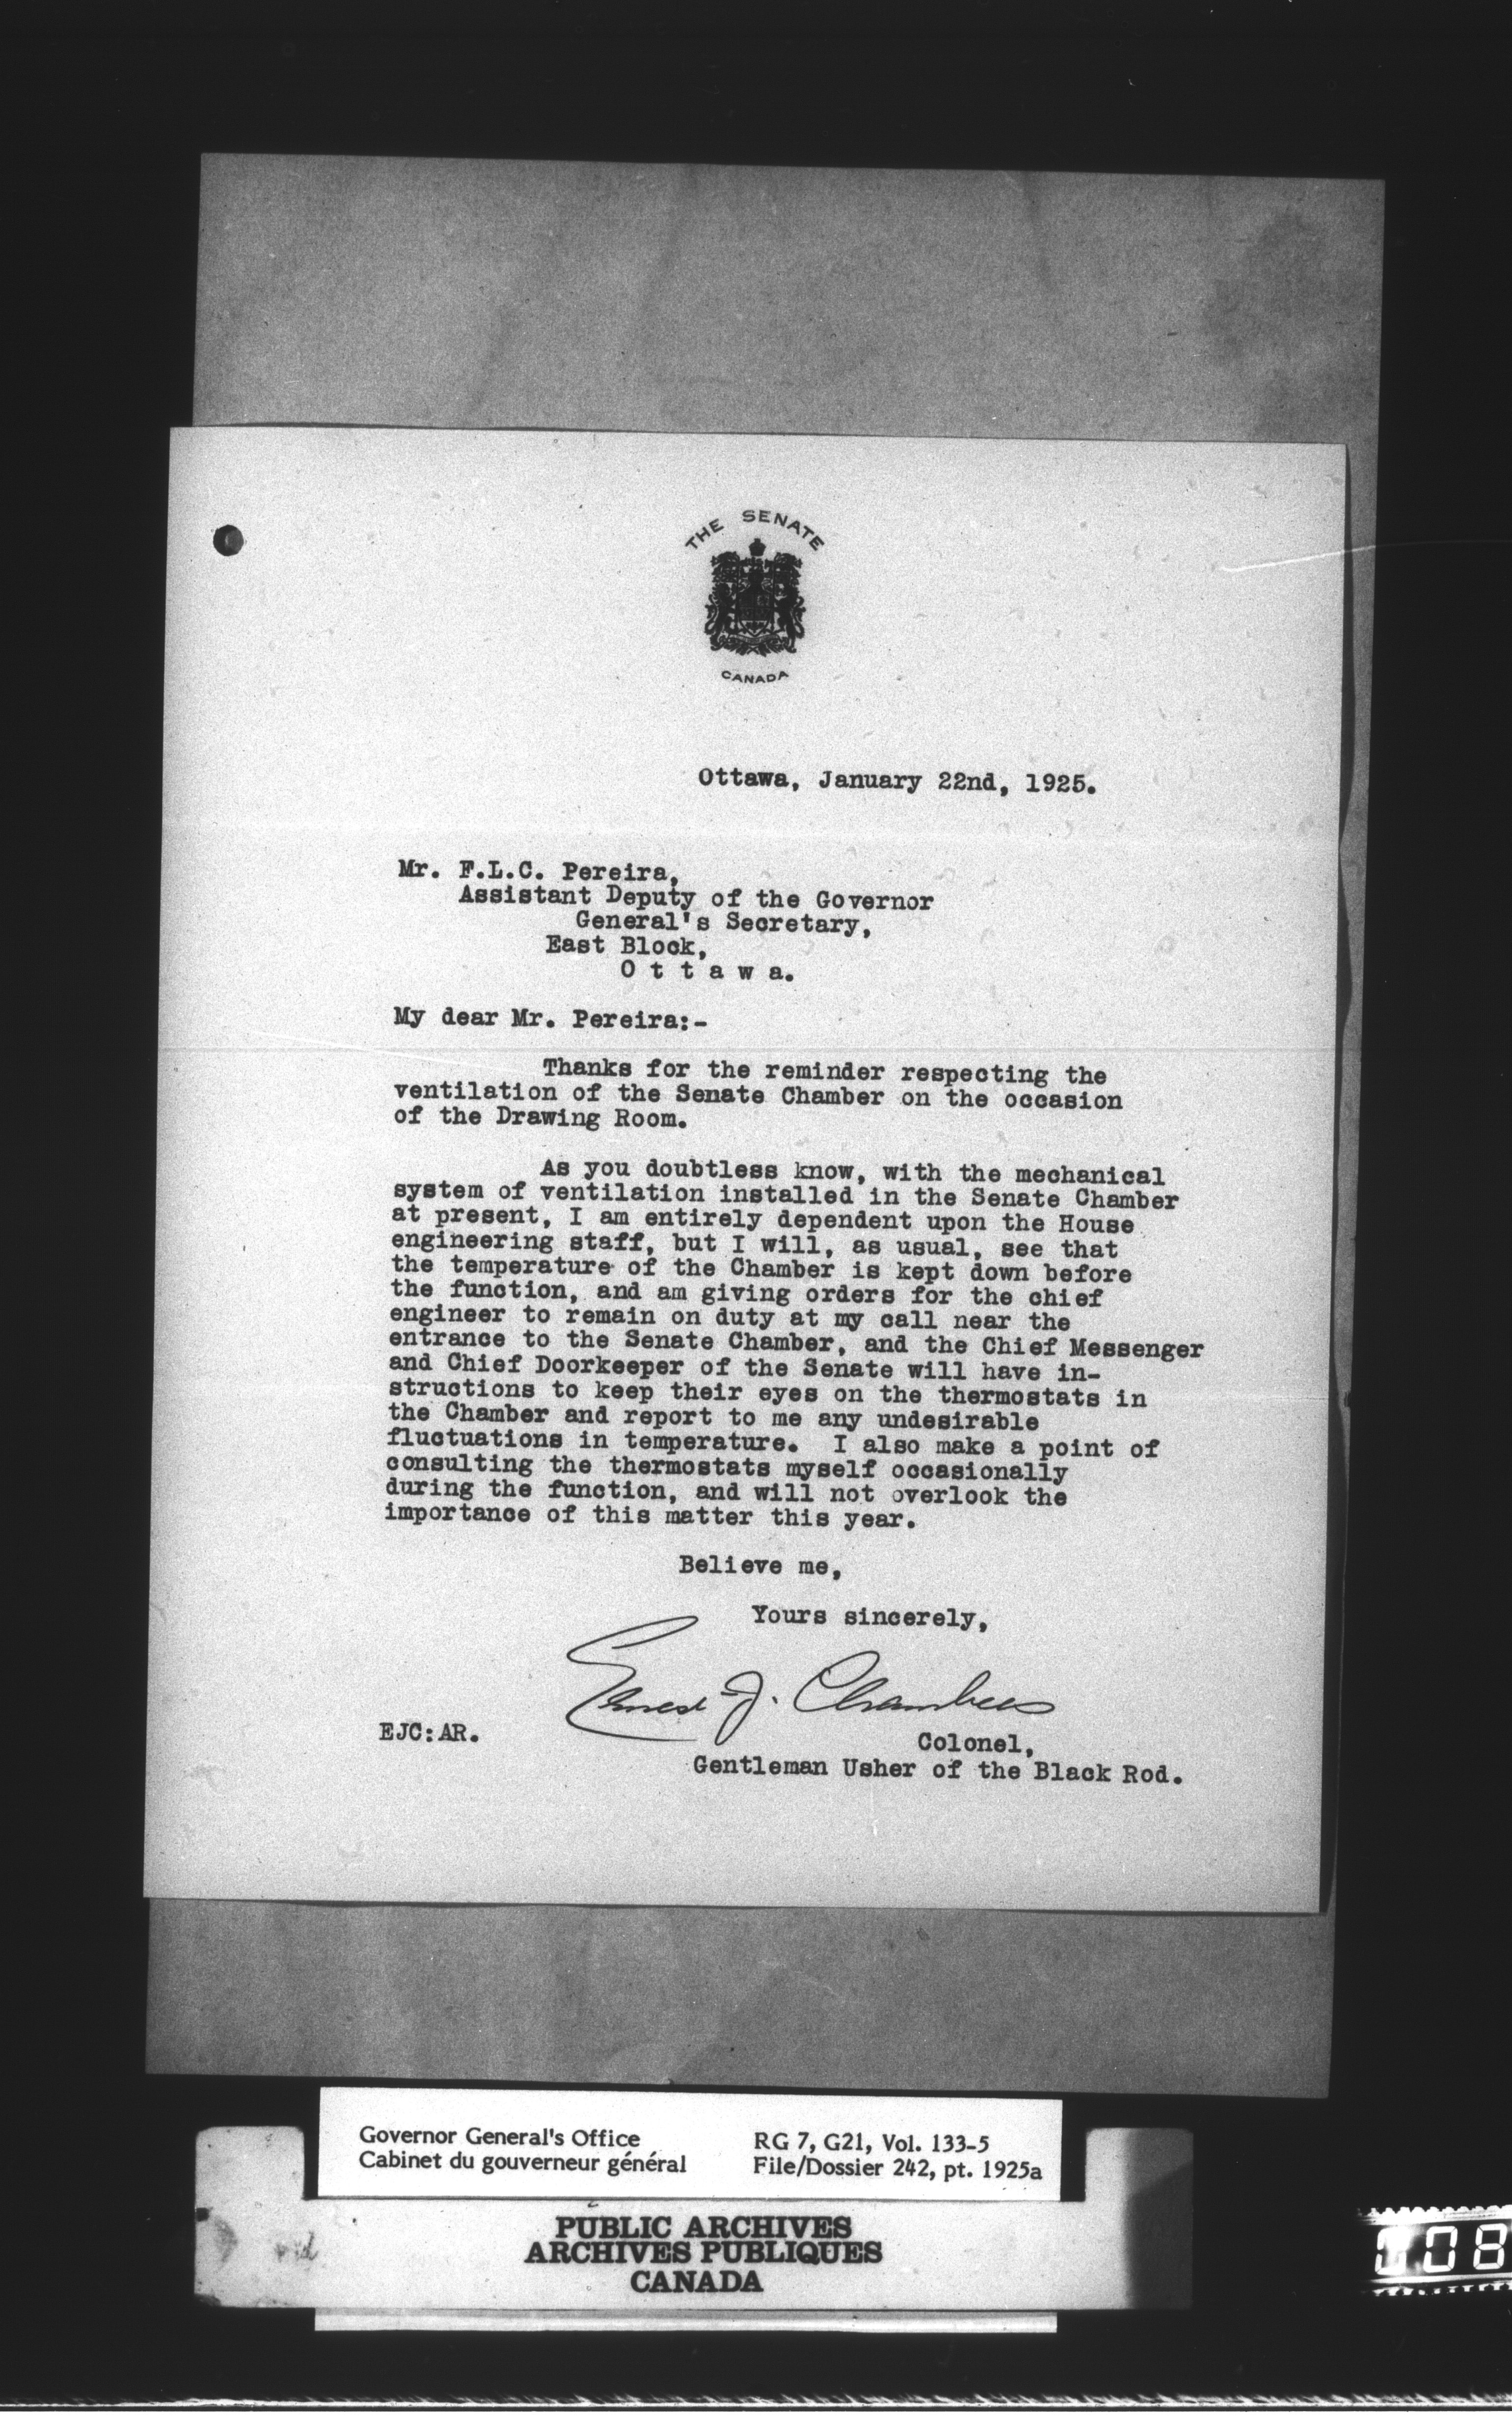 THE SENATE
CANADA
Ottawa, January 22nd, 1925.
Mr. F.L.C. Pereira,
Assistant Deputy of the Governor
General's Secretary,
East Block,
O t t a w a.
My dear Mr. Pereira:-
Thanks for the reminder respecting the
ventilation of the Senate Chamber on the occasion
of the Drawing Room.
As you doubtless know, with the mechanical
system of ventilation installed in the Senate Chamber
at present, I am entirely dependent upon the House
engineering staff, but I will, as usual, see that
the temperature of the Chamber is kept down before
the function, and am giving orders for the chief
engineer to remain on duty at my call near the
entrance to the Senate Chamber, and the Chief Messenger
and Chief Doorkeeper of the Senate will have in-
structions to keep their eyes on the thermostats in
the Chamber and report to me any undesirable
fluctuations in temperature. I also make a point of
consulting the thermostats myself occasionally
during the function, and will not overlook the
importance of this matter this year.
Believe me,
Yours sincerely,
Ernest J. Chambers
EJC:AR.
Colonel,
Gentleman Usher of the Black Rod.
Governor General's Office
Cabinet du gouverneur général
RG 7, G21, Vol. 133-5
File/Dossier 242, pt. 1925a
PUBLIC ARCHIVES
ARCHIVES PUBLIQUES
CANADA
08